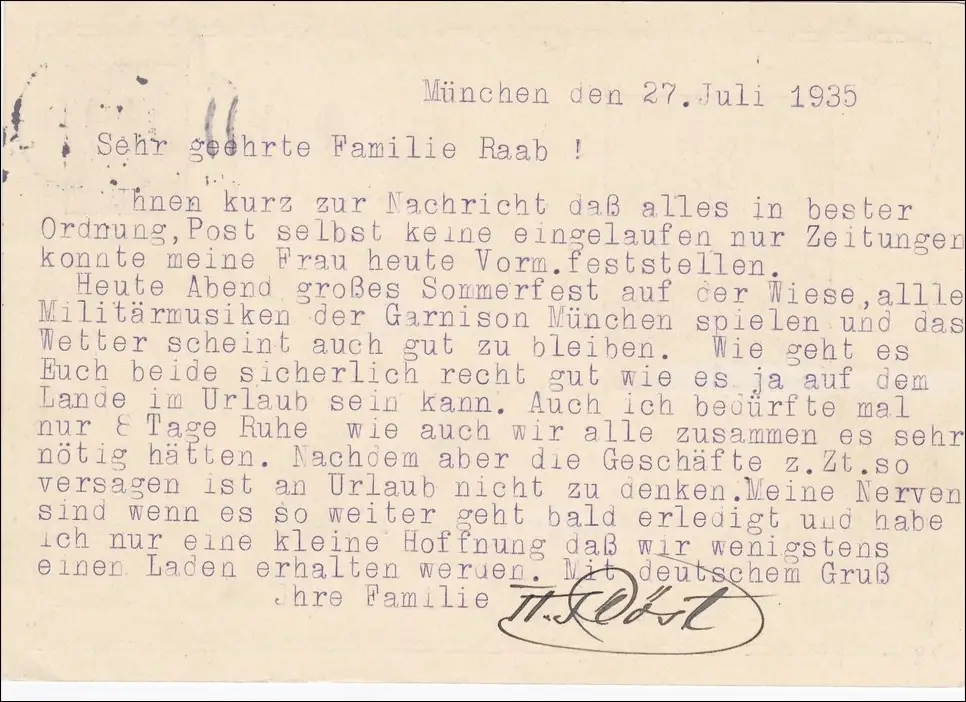 München den 27.Juli 1935
Sehr geehrte Familie Raab !
Ihnen kurz zur Nachricht daß alles in bester
Ordnung,Post selbst keine eingelaufen nur Zeitungen
konnte meine Frau heute Vorm.feststellen.
Heute Abend großes Sommerfest auf der Wiese,allle
Militärmusiken der Garnison München spielen und das
Wetter scheint auch gut zu bleiben. Wie geht es
Euch beide sicherlich recht gut wie es ja auf dem
Lande im Urlaub sein kann. Auch ich bedürfte mal
nur 8 Tage Ruhe wie auch wir alle zusammen es sehr
nötig hätten. Nachdem aber die Geschäfte z.Zt.so
versagen ist an Urlaub nicht zu denken.Meine Nerven
sind wenn es so weiter geht bald erledigt und habe
ich nur eine kleine Hoffnung daß wir wenigstens
einen Laden erhalten werden. Mit deutschem Gruß
Ihre Familie